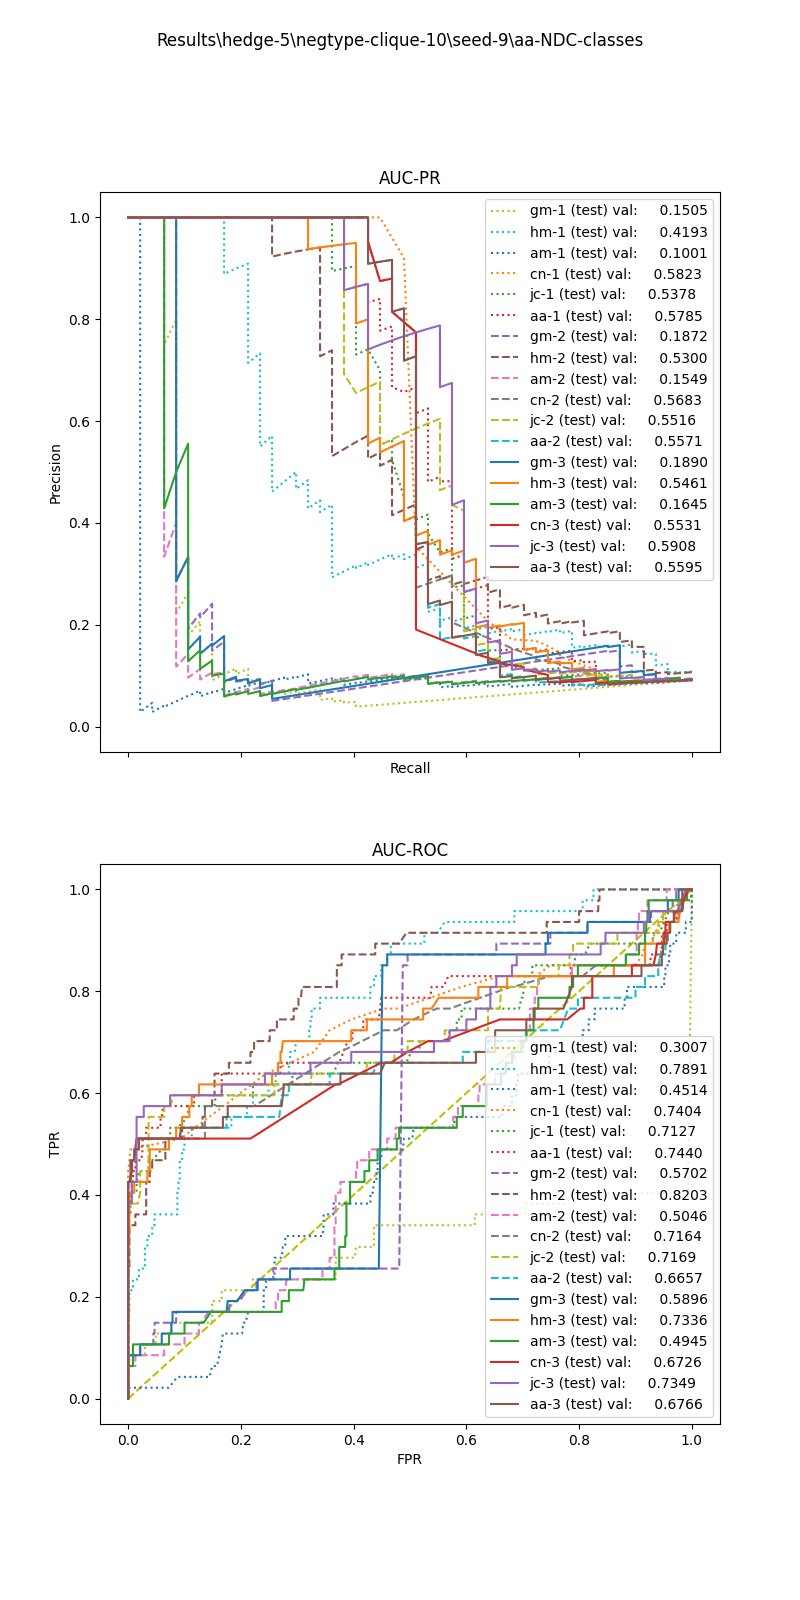 Results\hedge-5\negtype-clique-10\seed-9\aa-NDC-classes
AUC-PR
1.0
0.8
0.6
0.4
0.2
0.0
Precision
Recall
gm-1 (test) val: 0.1505
hm-1 (test) val: 0.4193
am-1 (test) val: 0.1001
cn-1 (test) val: 0.5823
jc-1 (test) val: 0.5378
aa-1 (test) val: 0.5785
gm-2 (test) val: 0.1872
hm-2 (test) val: 0.5300
am-2 (test) val: 0.1549
cn-2 (test) val: 0.5683
jc-2 (test) val: 0.5516
aa-2 (test) val: 0.5571
gm-3 (test) val: 0.1890
hm-3 (test) val: 0.5461
am-3 (test) val: 0.1645
cn-3 (test) val: 0.5531
jc-3 (test) val: 0.5908
aa-3 (test) val: 0.5595
AUC-ROC
1.0
0.8
0.6
0.4
0.2
0.0
TPR
0.0 0.2 0.4 0.6 0.8 1.0
FPR
gm-1 (test) val: 0.3007
hm-1 (test) val: 0.7891
am-1 (test) val: 0.4514
cn-1 (test) val: 0.7404
jc-1 (test) val: 0.7127
aa-1 (test) val: 0.7440
gm-2 (test) val: 0.5702
hm-2 (test) val: 0.8203
am-2 (test) val: 0.5046
cn-2 (test) val: 0.7164
jc-2 (test) val: 0.7169
aa-2 (test) val: 0.6657
gm-3 (test) val: 0.5896
hm-3 (test) val: 0.7336
am-3 (test) val: 0.4945
cn-3 (test) val: 0.6726
jc-3 (test) val: 0.7349
aa-3 (test) val: 0.6766